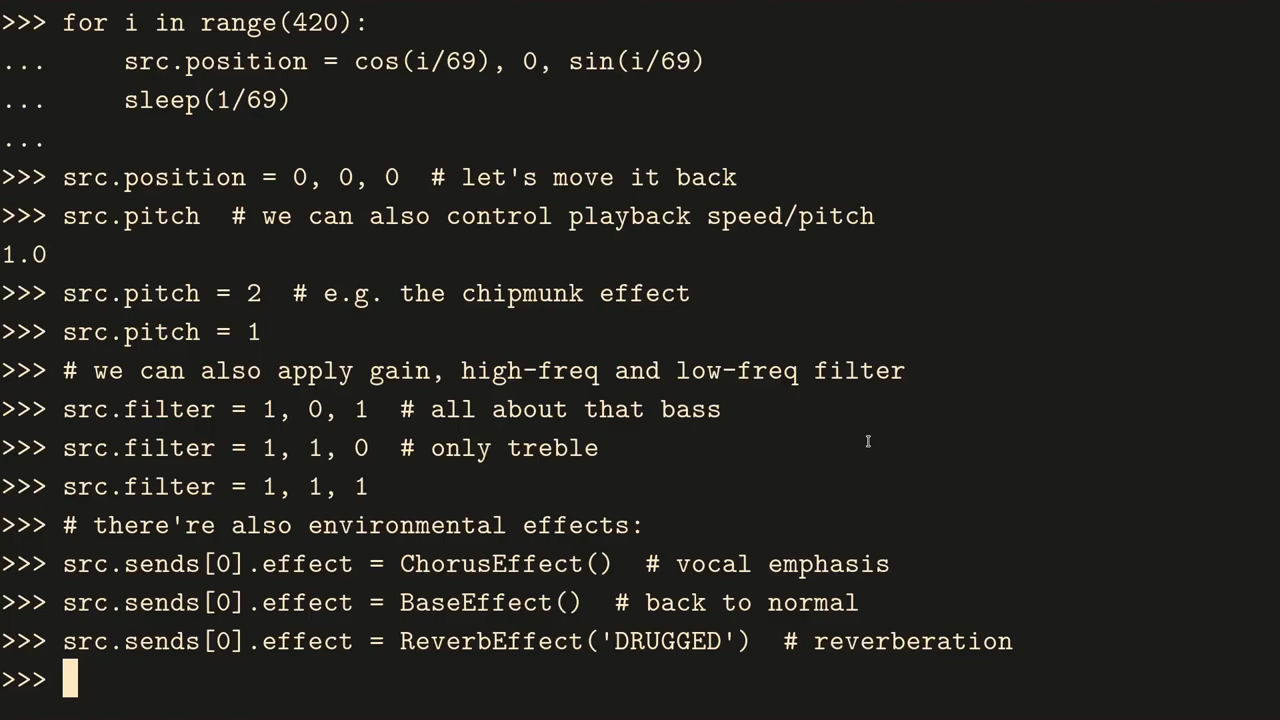 >>> for i in range(420):
...     src.position = cos(i/69), 0, sin(i/69)
...     sleep(1/69)
...
>>> src.position = 0, 0, 0  # let's move it back
>>> src.pitch  # we can also control playback speed/pitch
1.0
>>> src.pitch = 2  # e.g. the chipmunk effect
>>> src.pitch = 1
>>> # we can also apply gain, high-freq and low-freq filter
>>> src.filter = 1, 0, 1  # all about that bass
>>> src.filter = 1, 1, 0  # only treble
>>> src.filter = 1, 1, 1
>>> # there're also environmental effects:
>>> src.sends[0].effect = ChorusEffect()  # vocal emphasis
>>> src.sends[0].effect = BaseEffect()  # back to normal
>>> src.sends[0].effect = ReverbEffect('DRUGGED')  # reverberation
>>>